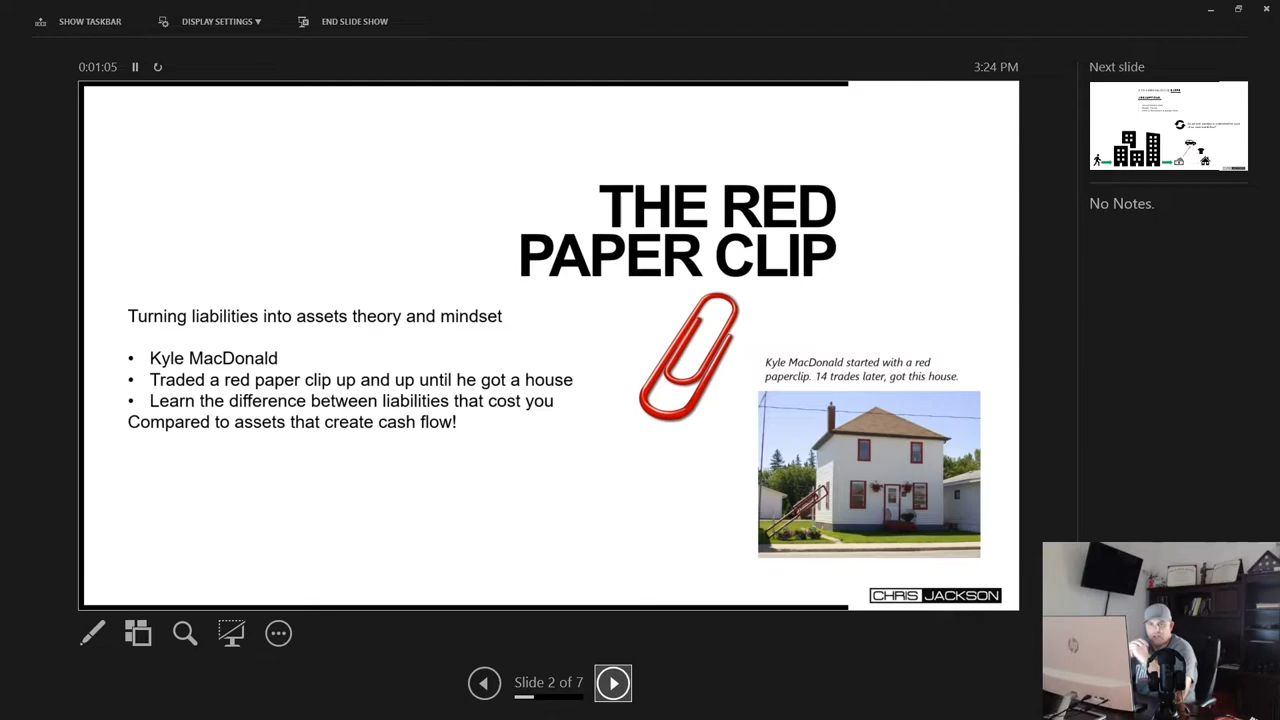 SHOW TASKBAR
DISPLAY SETTINGS ▼
END SLIDE SHOW
0:01:05
3:24 PM
Next slide
THE RED
PAPER CLIP
Turning liabilities into assets theory and mindset
• Kyle MacDonald
• Traded a red paper clip up and up until he got a house
• Learn the difference between liabilities that cost you
Compared to assets that create cash flow!
Kyle MacDonald started with a red
paperclip. 14 trades later, got this house.
CHRIS JACKSON
No Notes.
Slide 2 of 7